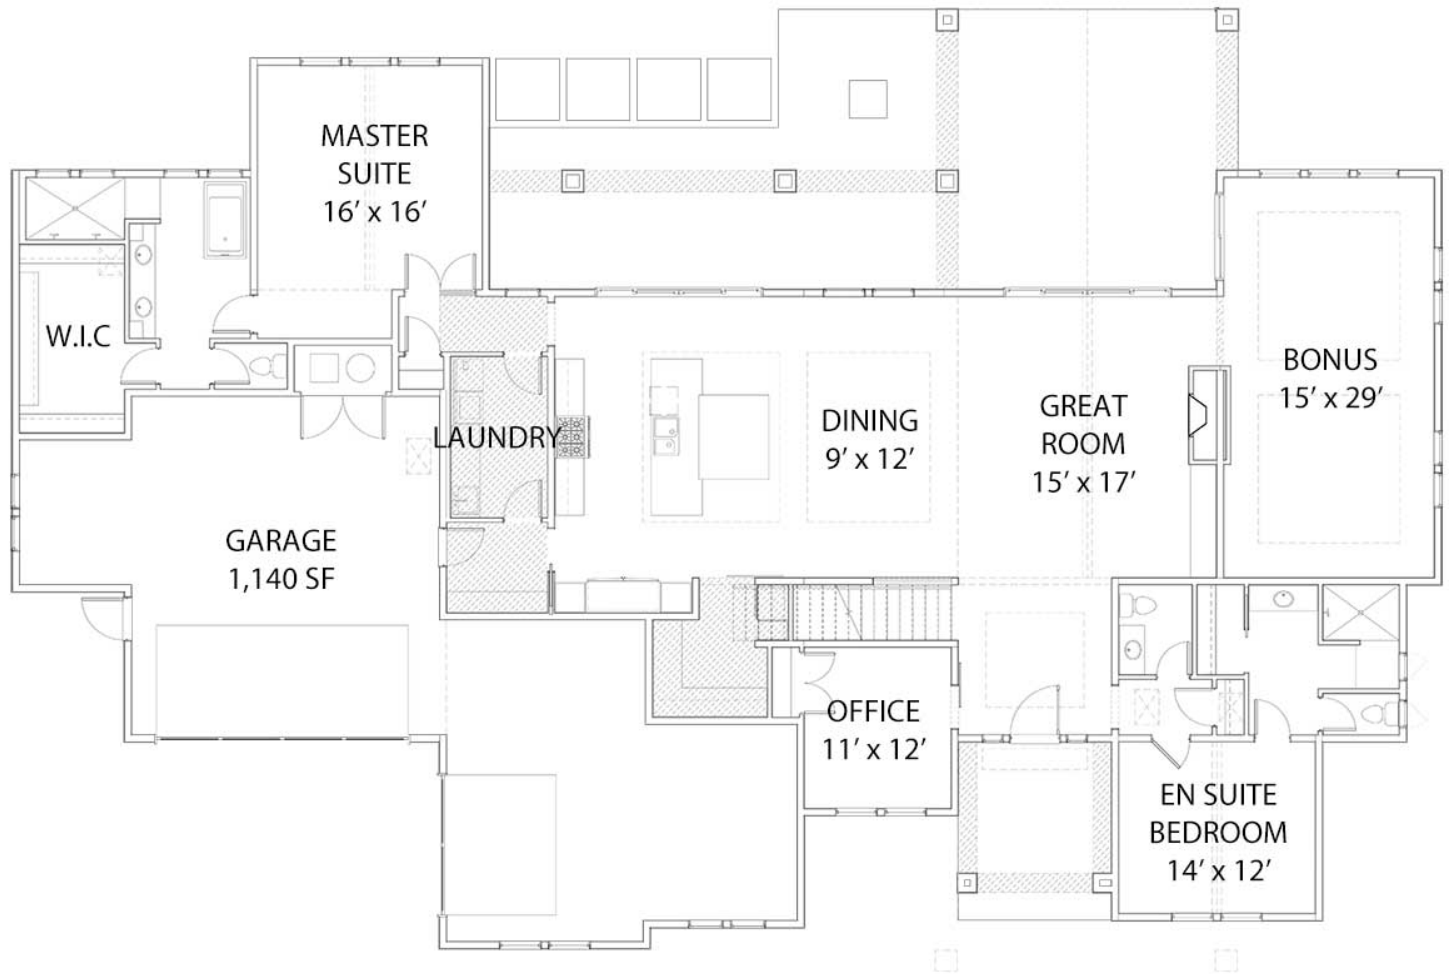 MASTER
SUITE
16’ x 16’
W.I.C
LAUNDRY
DINING
9’ x 12’
GREAT
ROOM
15’ x 17’
BONUS
15’ x 29’
GARAGE
1,140 SF
OFFICE
11’ x 12’
EN SUITE
BEDROOM
14’ x 12’